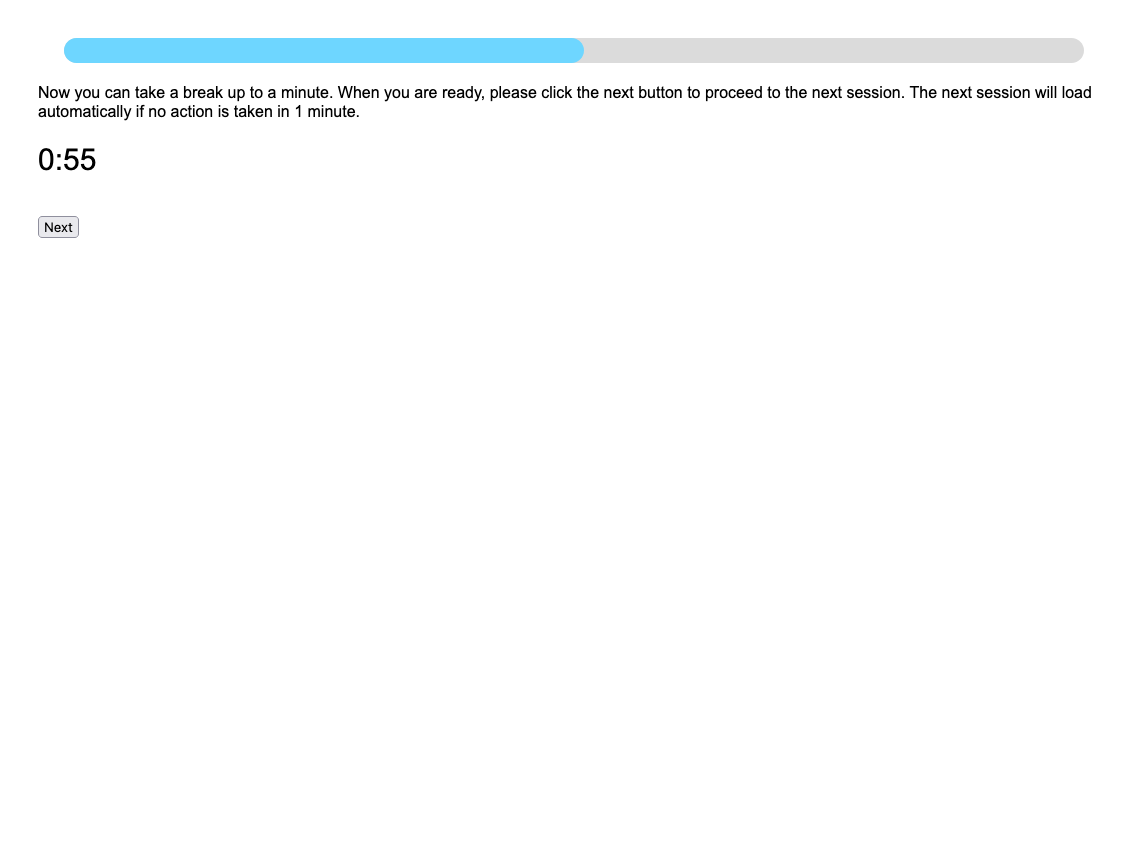 Now you can take a break up to a minute. When you are ready, please click the next button to proceed to the next session. The next session will load
automatically if no action is taken in 1 minute.
0:55
Next